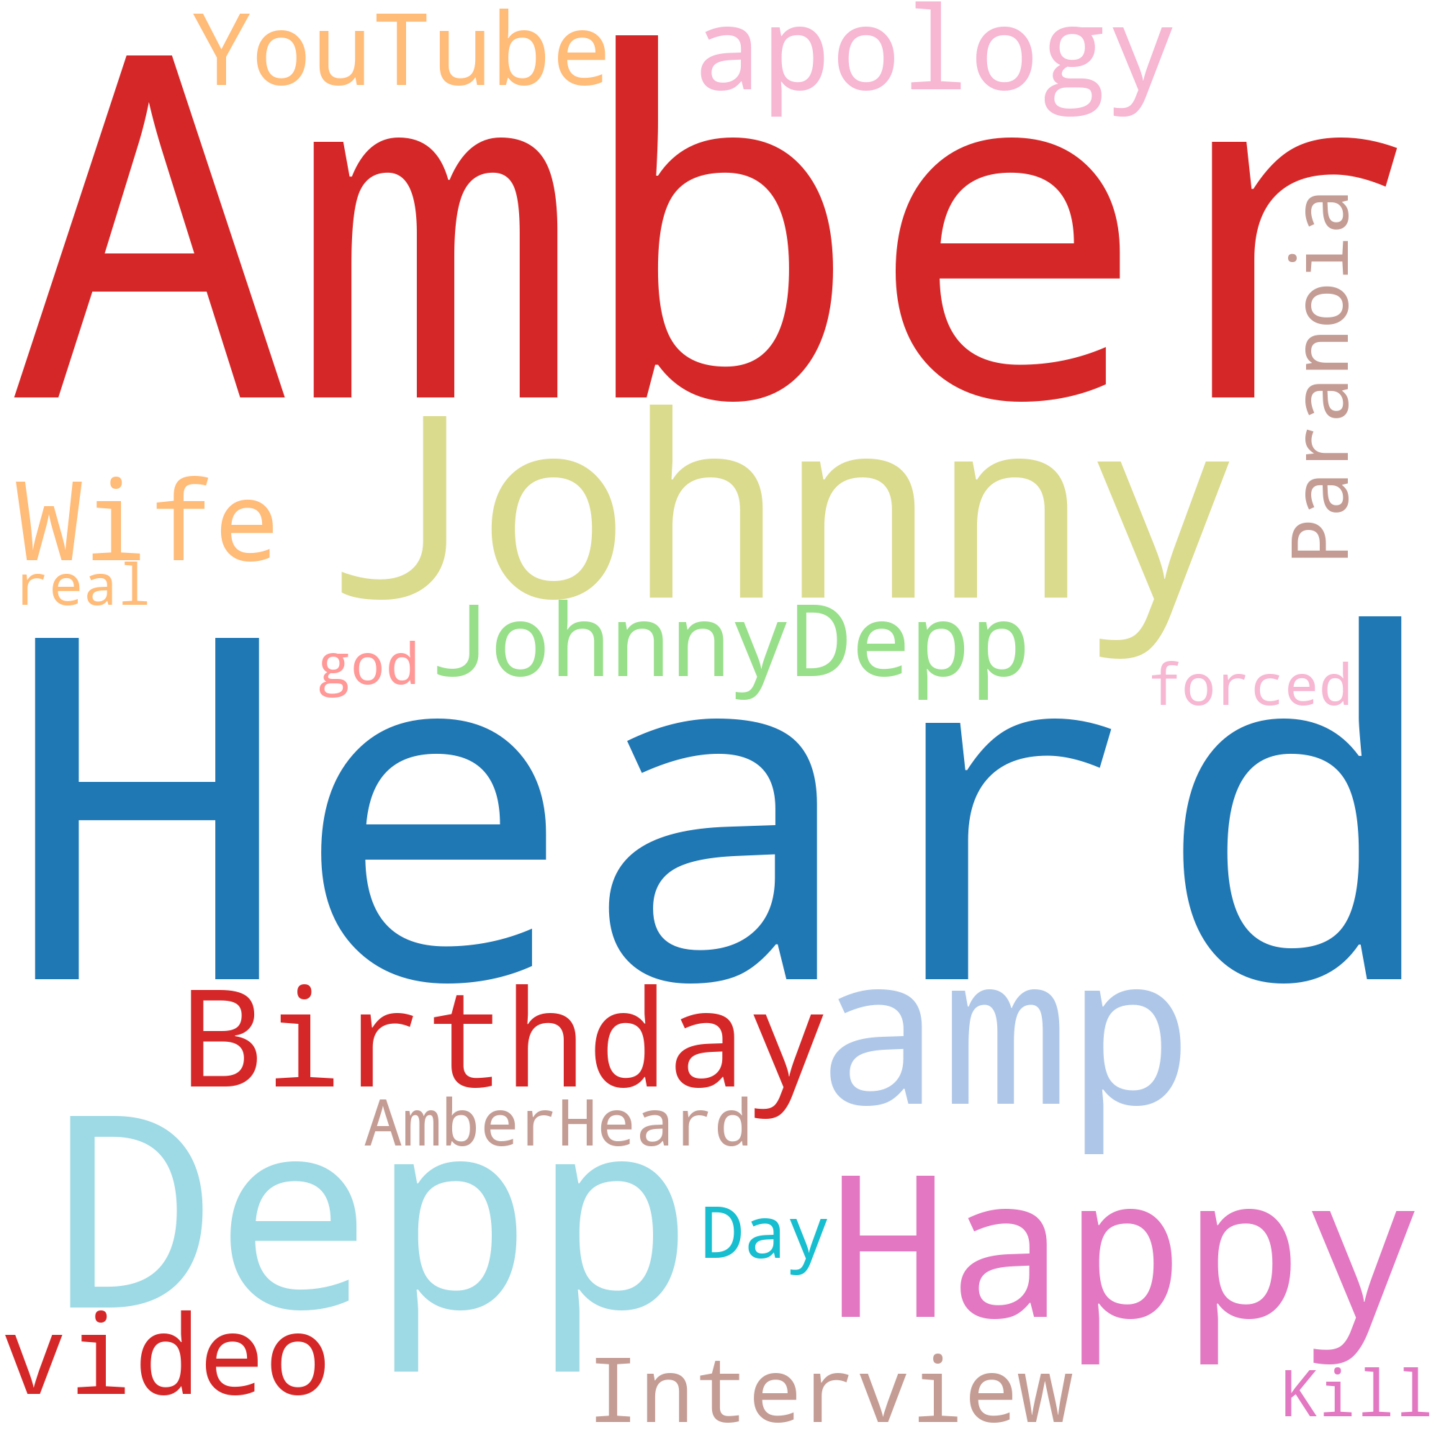 YouTube
apology
Amber
Paranoia
Johnny
Wife
real
JohnnyDepp
god
forced
Heard
Birthday
amp
AmberHeard
Depp
Day
Happy
video
Interview
Kill